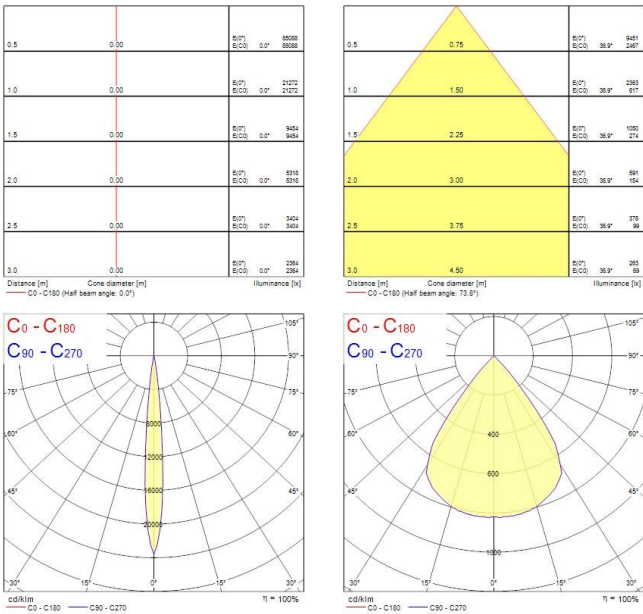 0.5 0.00 E(0°) 85088
E(C0) 0.0° 85088
1.0 0.00 E(0°) 21272
E(C0) 0.0° 21272
1.5 0.00 E(0°) 9454
E(C0) 0.0° 9454
2.0 0.00 E(0°) 5318
E(C0) 0.0° 5318
2.5 0.00 E(0°) 3404
E(C0) 0.0° 3404
3.0 0.00 E(0°) 2364
E(C0) 0.0° 2364
Distance [m] Cone diameter [m] Illuminance [lx]
C0 - C180 (Half beam angle: 0.0°)
0.5 0.75 E(0°) 9451
E(C0) 36.9° 2467
1.0 1.50 E(0°) 2363
E(C0) 36.9° 617
1.5 2.25 E(0°) 1050
E(C0) 36.9° 274
2.0 3.00 E(0°) 591
E(C0) 36.9° 154
2.5 3.75 E(0°) 378
E(C0) 36.9° 99
3.0 4.50 E(0°) 263
E(C0) 36.9° 69
Distance [m] Cone diameter [m] Illuminance [lx]
C0 - C180 (Half beam angle: 73.8°)
C0 - C180
C90 - C270
105°
90°
75° 75°
8000
60° 12000 60°
16000
45° 20000 45°
30° 15° 0° 15° 30°
cd/klm η = 100%
C0 - C180 C90 - C270
C0 - C180
C90 - C270
105°
90°
75° 75°
400
60° 60°
600
45° 45°
1000
30° 15° 0° 15° 30°
cd/klm η = 100%
C0 - C180 C90 - C270